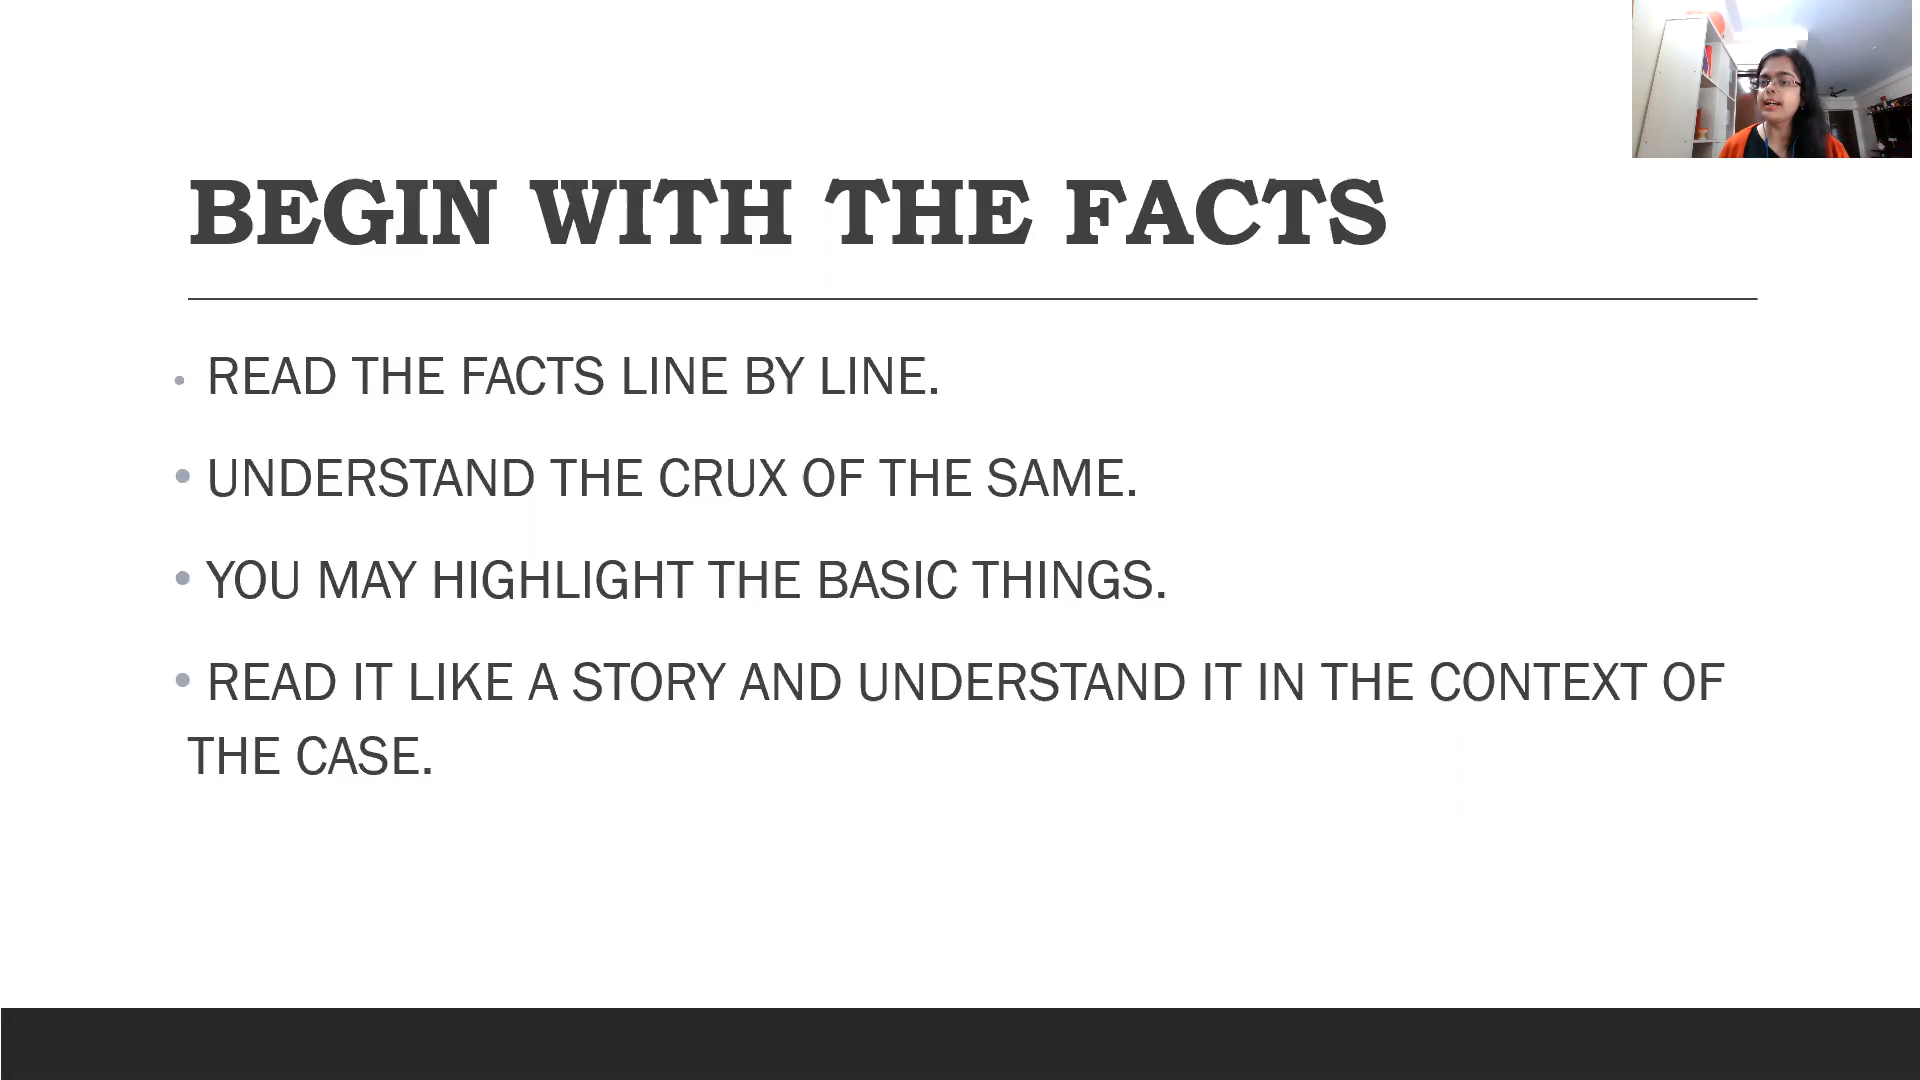 BEGIN WITH THE FACTS
• READ THE FACTS LINE BY LINE.
• UNDERSTAND THE CRUX OF THE SAME.
• YOU MAY HIGHLIGHT THE BASIC THINGS.
• READ IT LIKE A STORY AND UNDERSTAND IT IN THE CONTEXT OF
THE CASE.